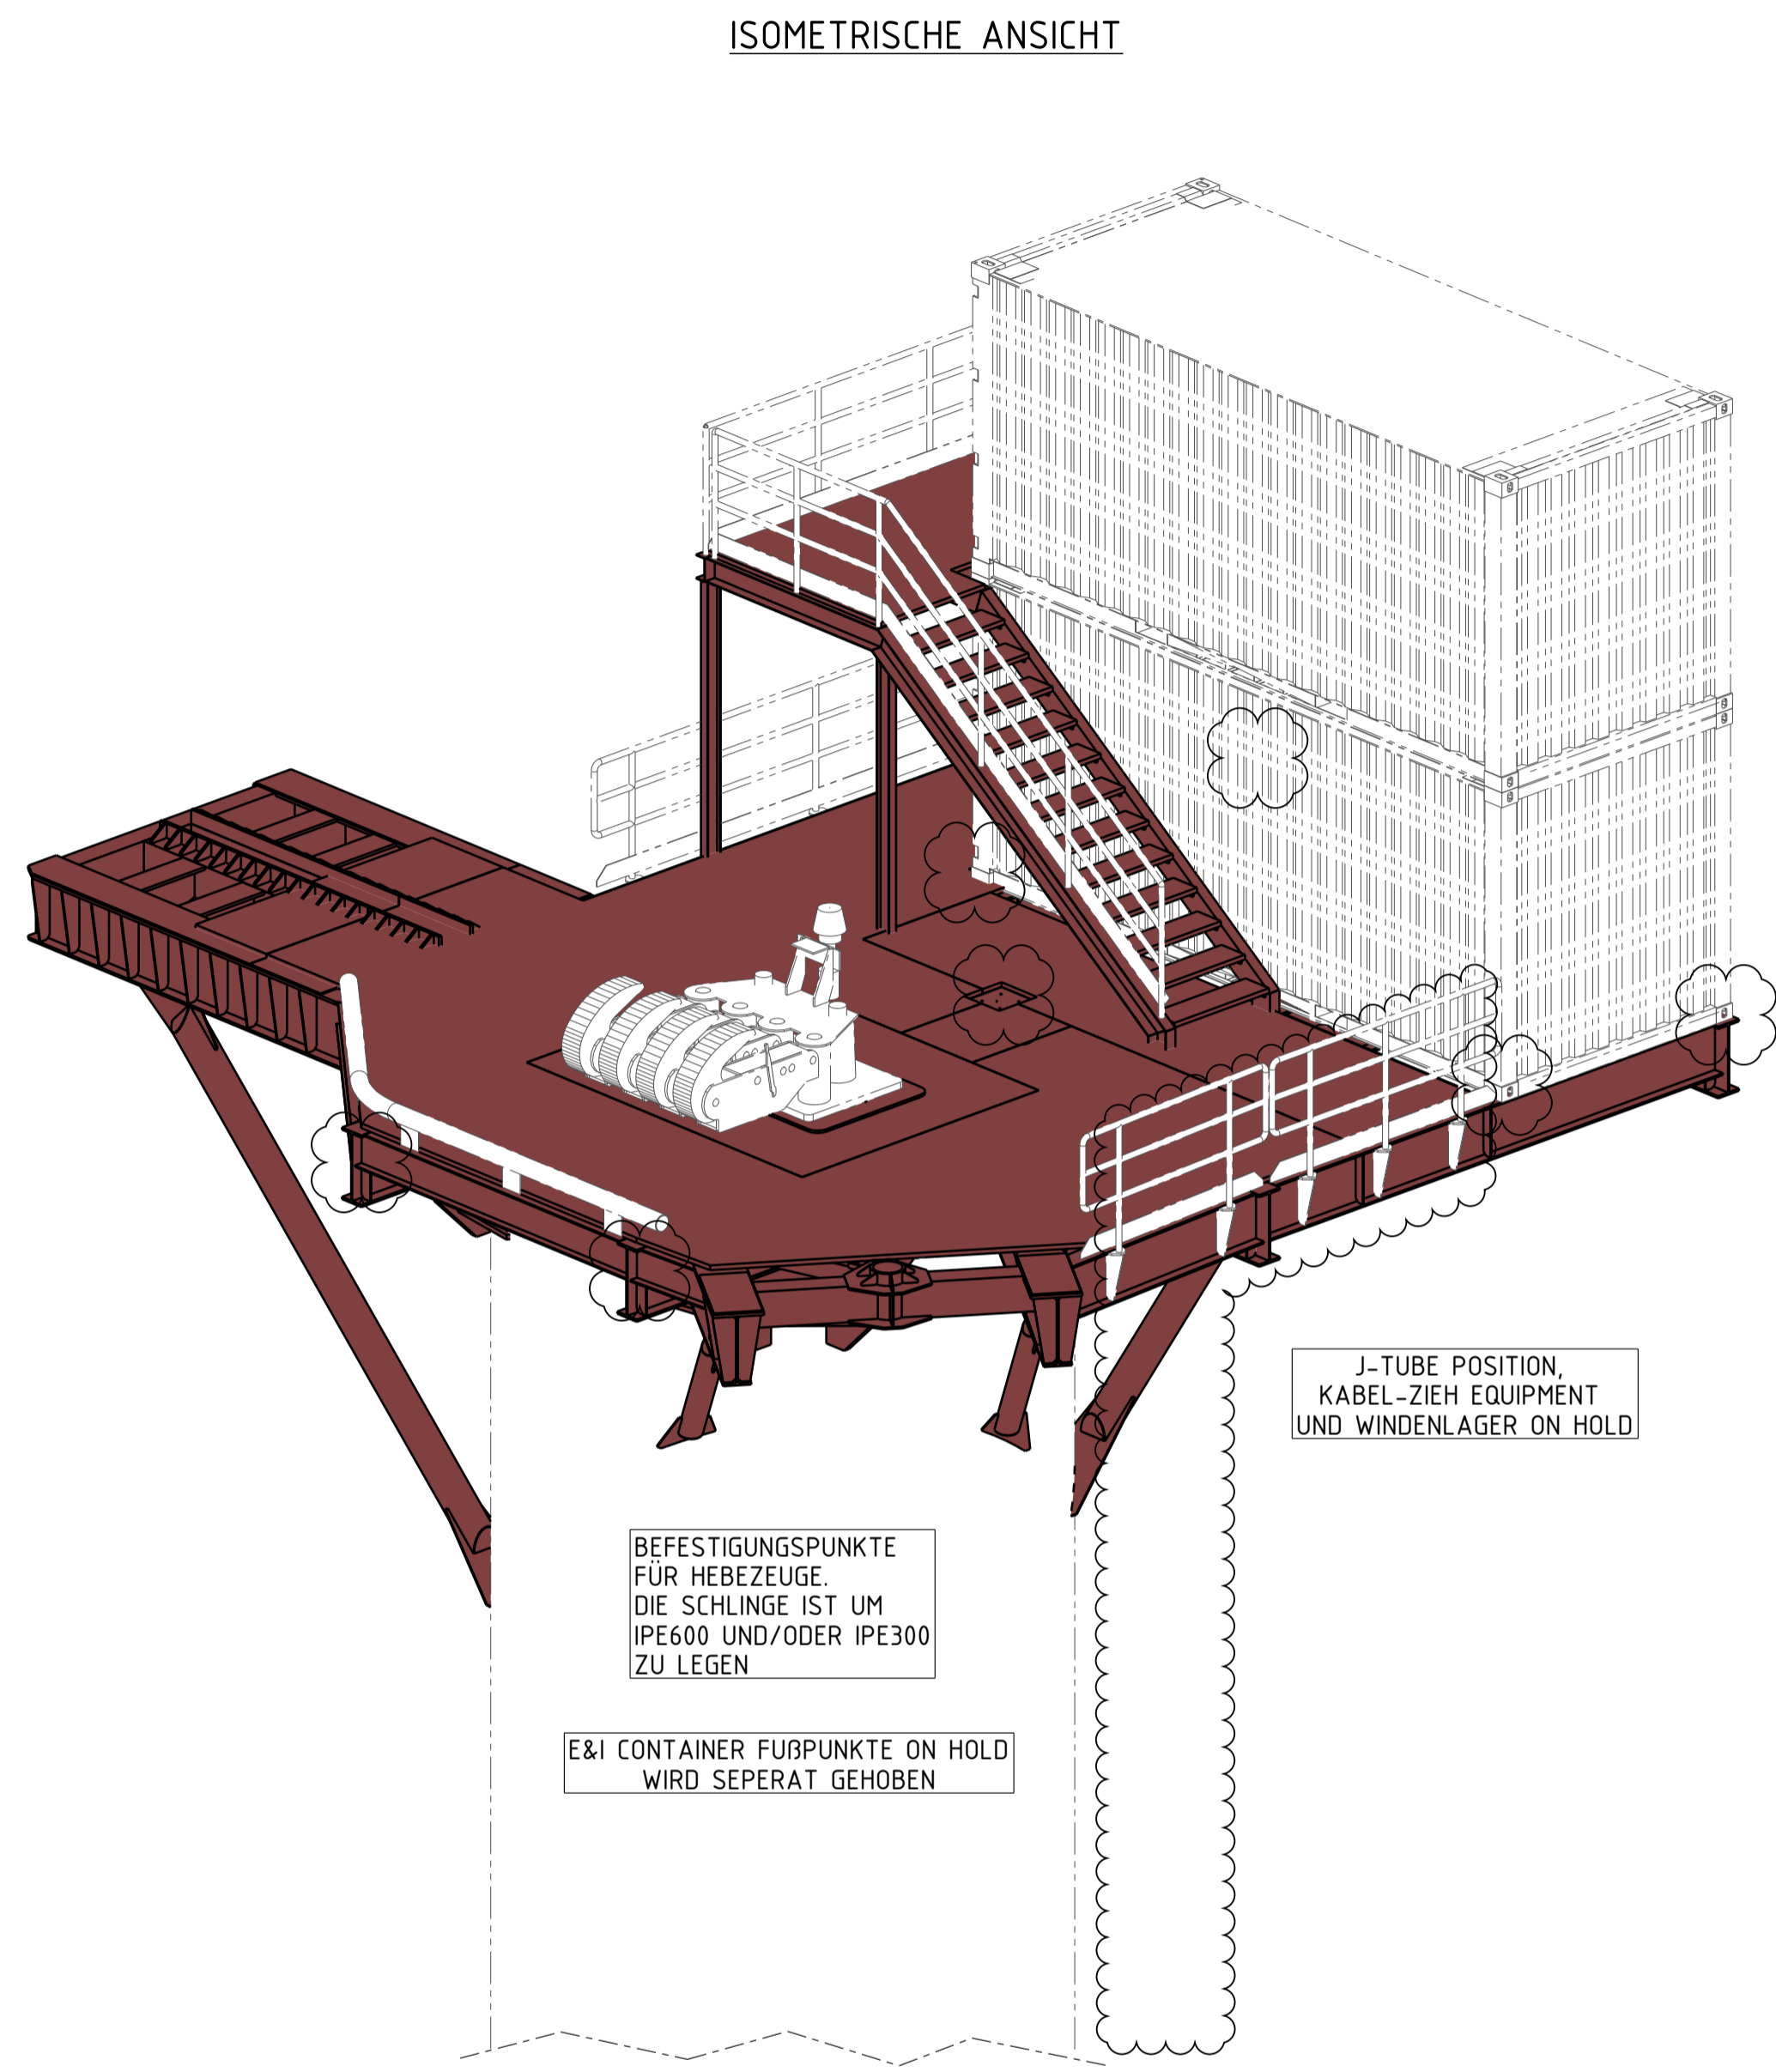 ISOMETRISCHE ANSICHT
J-TUBE POSITION,
KABEL-ZIEH EQUIPMENT
UND WINDENLAGER ON HOLD
BEFESTIGUNGSPUNKTE
FÜR HEBEZEUGE.
DIE SCHLINGE IST UM
IPE600 UND/ODER IPE300
ZU LEGEN
E&I CONTAINER FUßPUNKTE ON HOLD
WIRD SEPERAT GEHOBEN